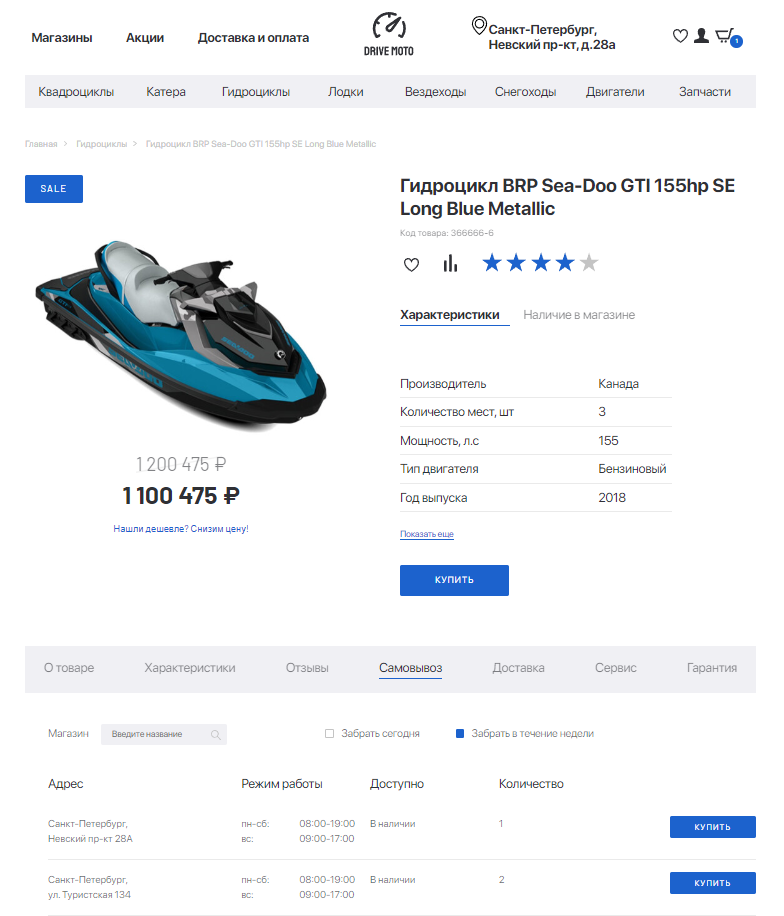 Магазины Акции Доставка и оплата
DRIVE MOTO
Санкт-Петербург,
Невский пр-кт, д.28а
1
Квадроциклы Катера Гидроциклы Лодки Вездеходы Снегоходы Двигатели Запчасти
Главная > Гидроциклы > Гидроцикл BRP Sea-Doo GTI 155hp SE Long Blue Metallic
SALE
Гидроцикл BRP Sea-Doo GTI 155hp SE
Long Blue Metallic
Код товара: 366666-6
Характеристики Наличие в магазине
Производитель Канада
Количество мест, шт 3
Мощность, л.с 155
Тип двигателя Бензиновый
Год выпуска 2018
Показать еще
КУПИТЬ
1 200 475 ₽
1 100 475 ₽
Нашли дешевле? Снизим цену!
О товаре Характеристики Отзывы Самовывоз Доставка Сервис Гарантия
Магазин Введите название Забрать сегодня Забрать в течение недели
Адрес Режим работы Доступно Количество
Санкт-Петербург, пн-сб: 08:00-19:00 В наличии 1 КУПИТЬ
Невский пр-кт 28А вс: 09:00-17:00
Санкт-Петербург, пн-сб: 08:00-19:00 В наличии 2 КУПИТЬ
ул. Туристская 134 вс: 09:00-17:00